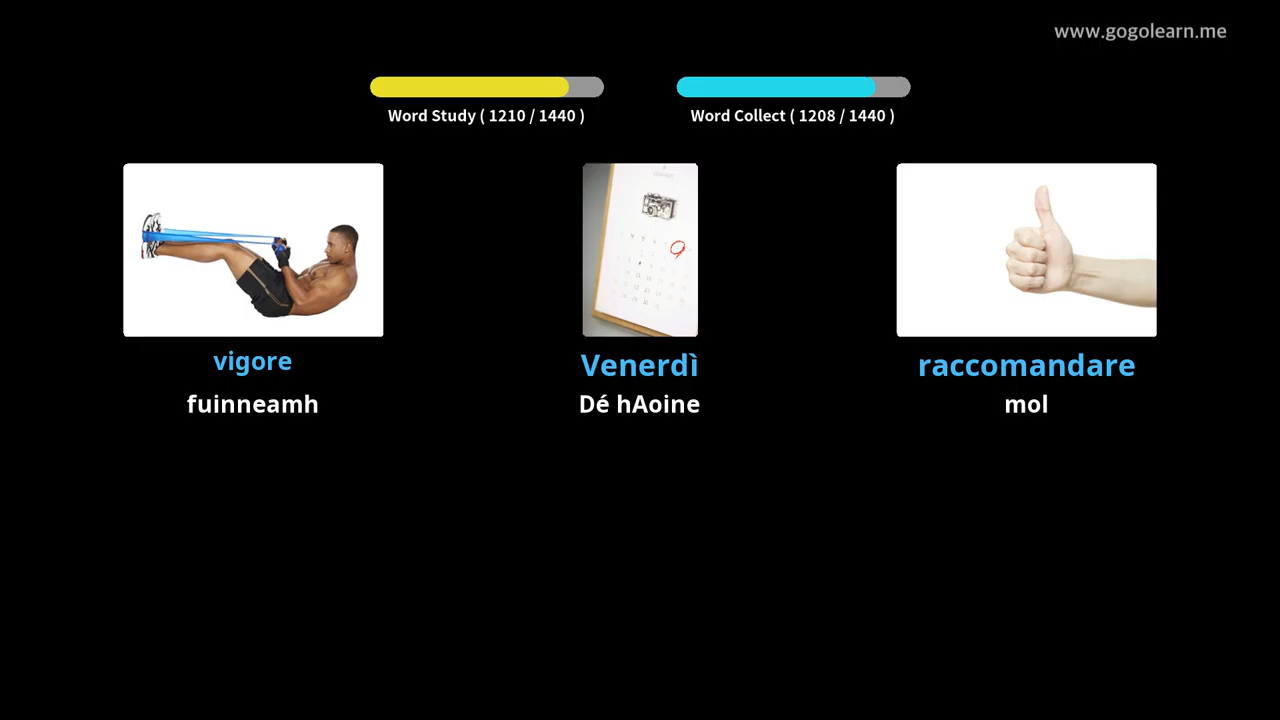 www.gogolearn.me
Word Study ( 1210 / 1440 )
Word Collect ( 1208 / 1440 )
vigore
Venerdì
raccomandare
fuinneamh
Dé hAoine
mol